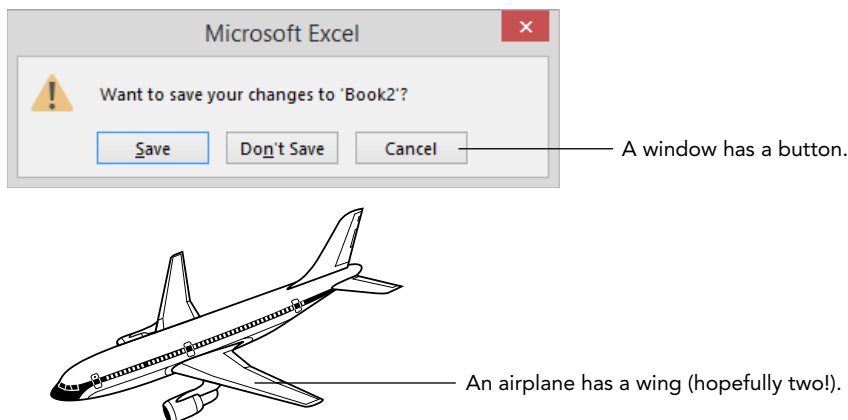 Microsoft Excel
Want to save your changes to 'Book2'?
Save Don't Save Cancel
A window has a button.
An airplane has a wing (hopefully two!).